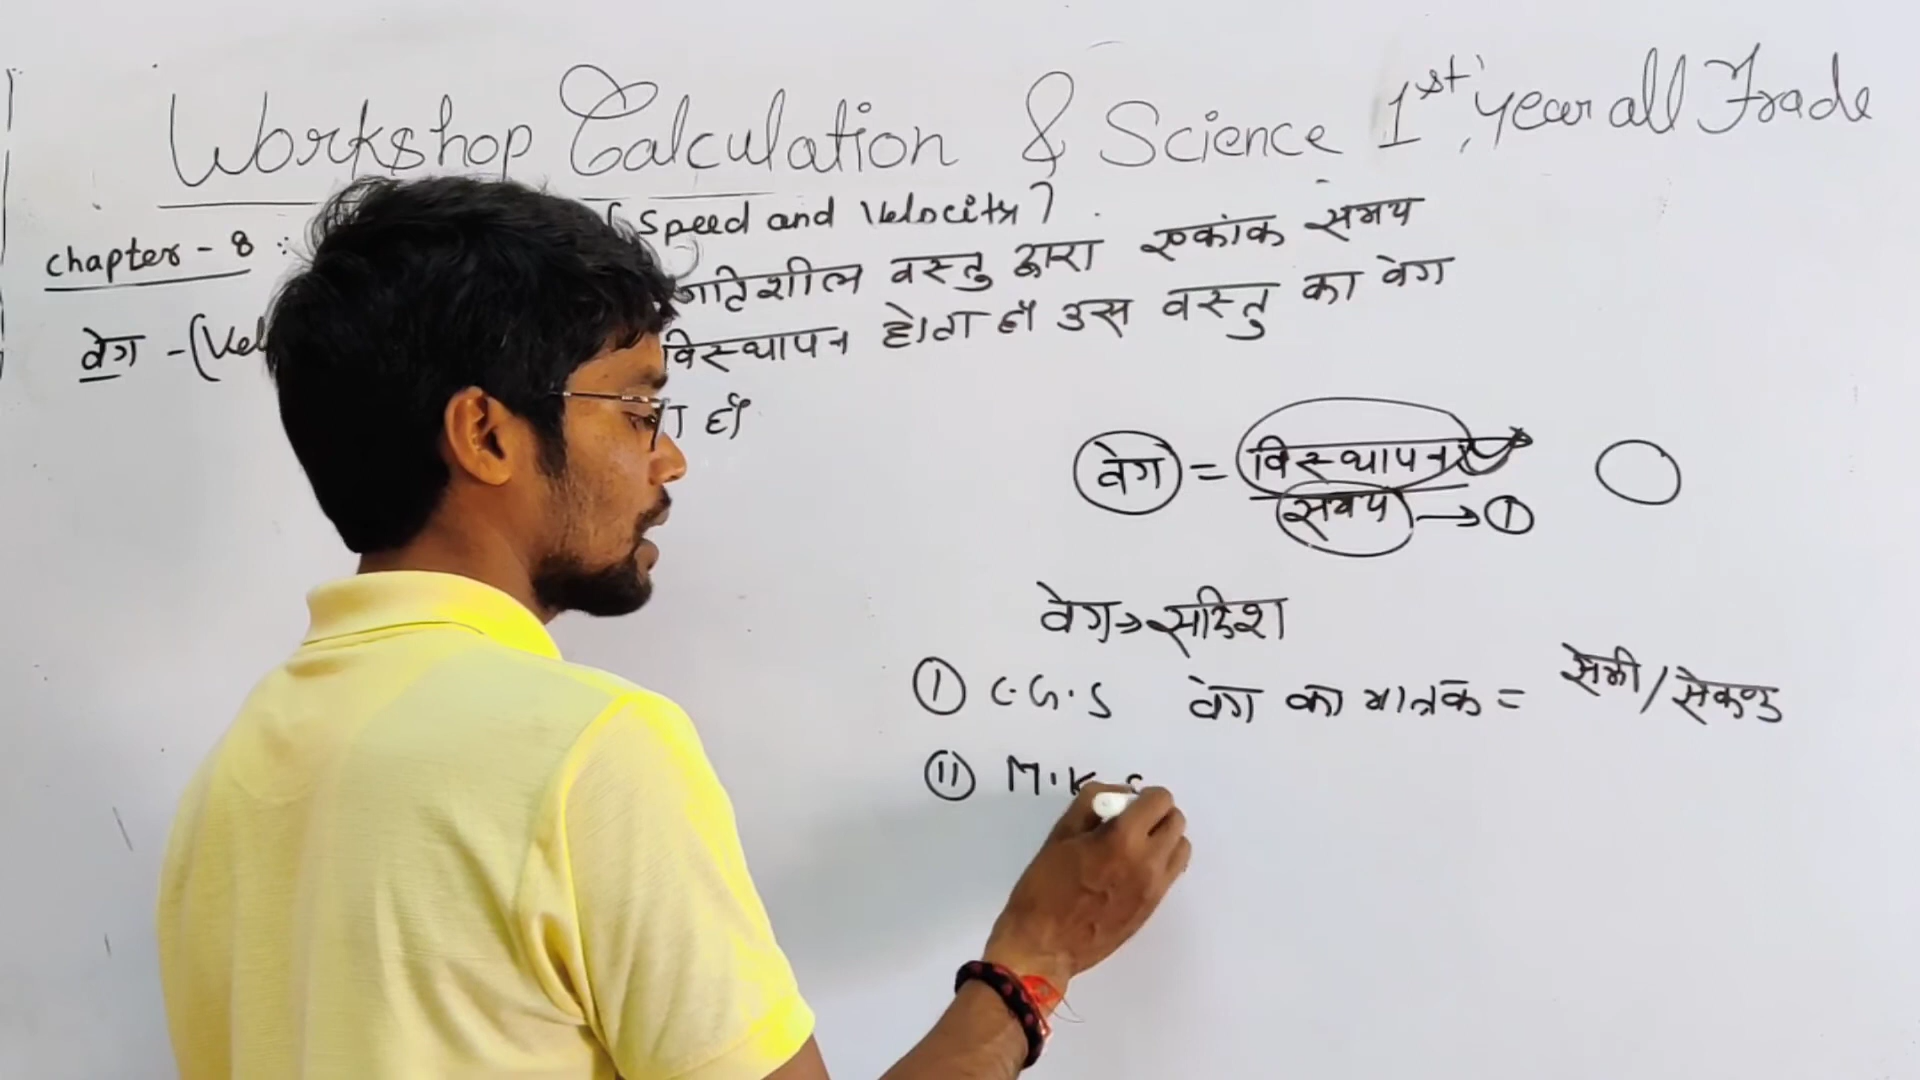 Workshop Calculation & Science 1st, year all Trade
Chapter - 8 : Speed and Velocity)
गतिशील वस्तु द्वारा एकांक समय
वेग - (Vel विस्थापन होता है उस वस्तु का वेग
है।
वेग = विस्थापन
समय → 1
वेग → सदिश
I C.G.S वेग का मात्रक = सेमी / सेकण्ड
II M.K.S